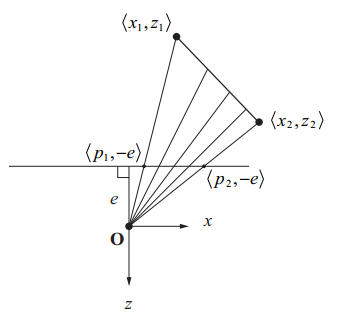 ⟨x₁,z₁⟩
⟨x₂,z₂⟩
⟨p₁,−e⟩
⟨p₂,−e⟩
e
x
O
z